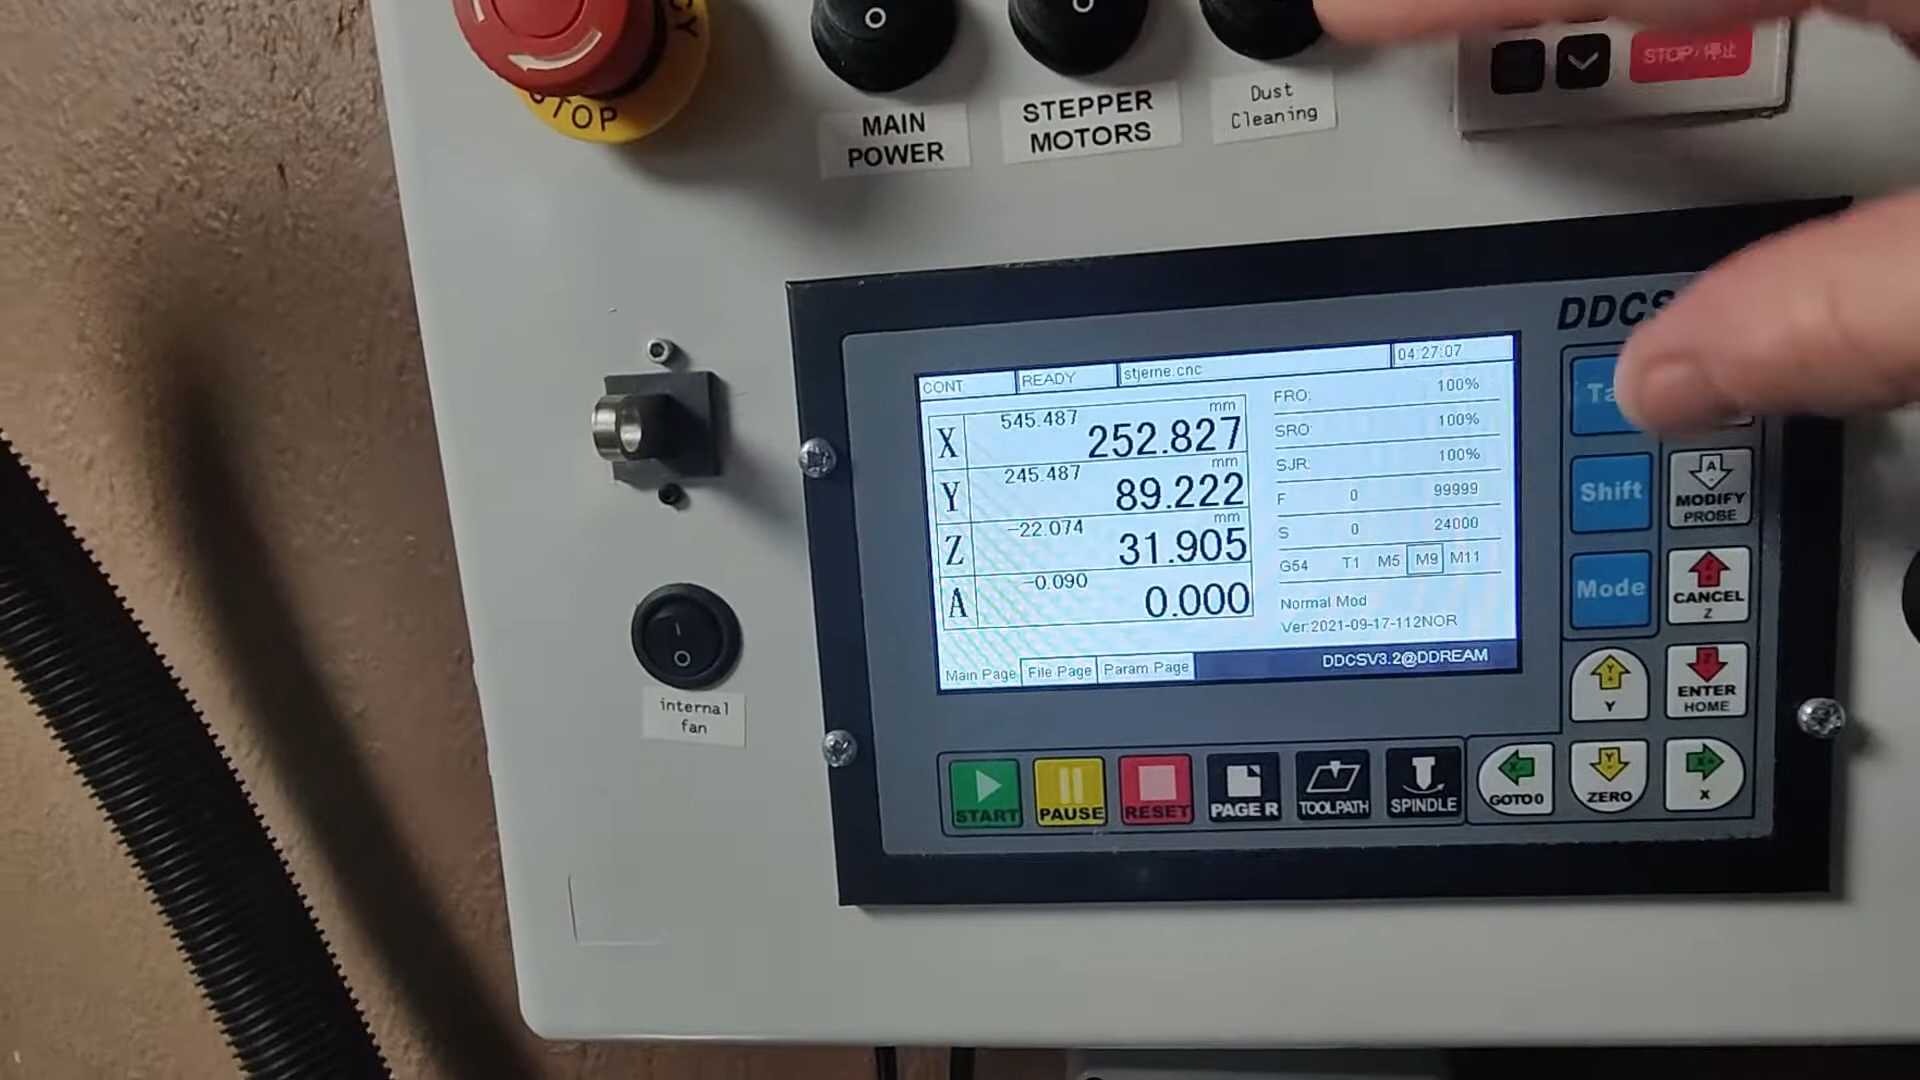 STOP
MAIN
POWER
STEPPER
MOTORS
Dust
Cleaning
STOP/停止
CONT
READY
stjerne.cnc
04:27:07
X
545.487
mm
252.827
Y
245.487
mm
89.222
Z
-22.074
mm
31.905
A
-0.090
0.000
FRO:
100%
SRO:
100%
SJR:
100%
F
0
99999
S
0
24000
G54
T1
M5
M9
M11
Normal Mod
Ver:2021-09-17-112NOR
Main Page
File Page
Param Page
DDCSV3.2@DDREAM
Shift
A-
MODIFY
PROBE
Mode
CANCEL
Z
Y+
Y
ENTER
HOME
internal
fan
START
PAUSE
RESET
PAGE R
TOOLPATH
SPINDLE
GOTO0
Y-
ZERO
X+
X